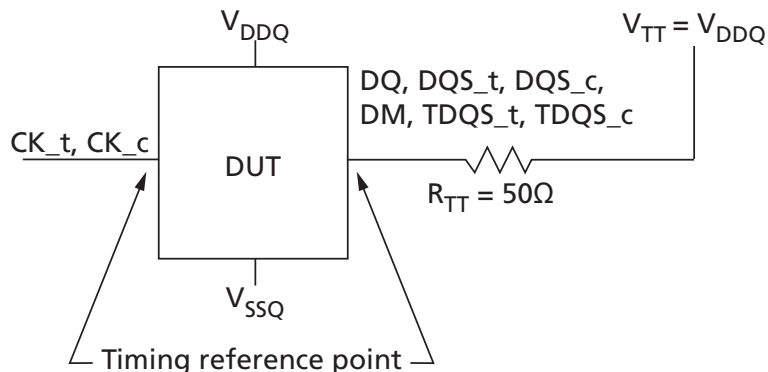 V_DDQ
V_TT = V_DDQ
DQ, DQS_t, DQS_c,
DM, TDQS_t, TDQS_c
CK_t, CK_c
DUT
R_TT = 50Ω
V_SSQ
Timing reference point